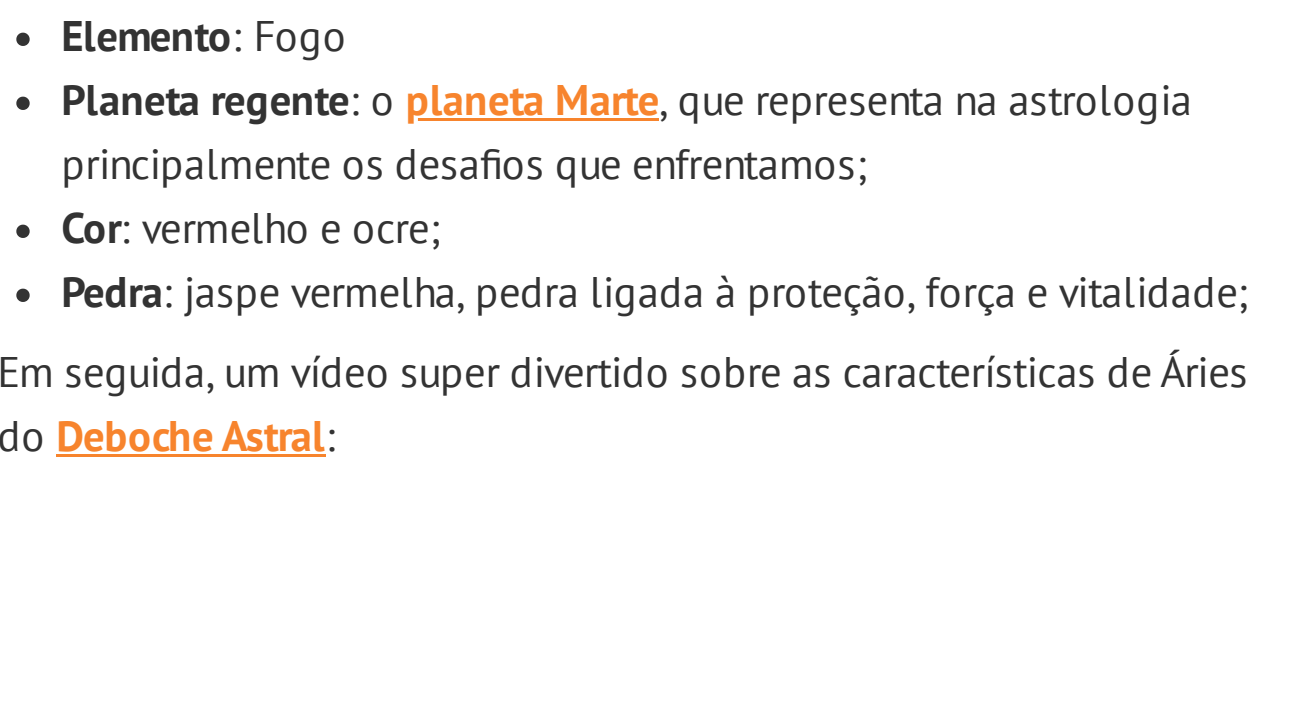 • Elemento: Fogo
• Planeta regente: o planeta Marte, que representa na astrologia
principalmente os desafios que enfrentamos;
• Cor: vermelho e ocre;
• Pedra: jaspe vermelha, pedra ligada à proteção, força e vitalidade;
Em seguida, um vídeo super divertido sobre as características de Áries
do Deboche Astral: